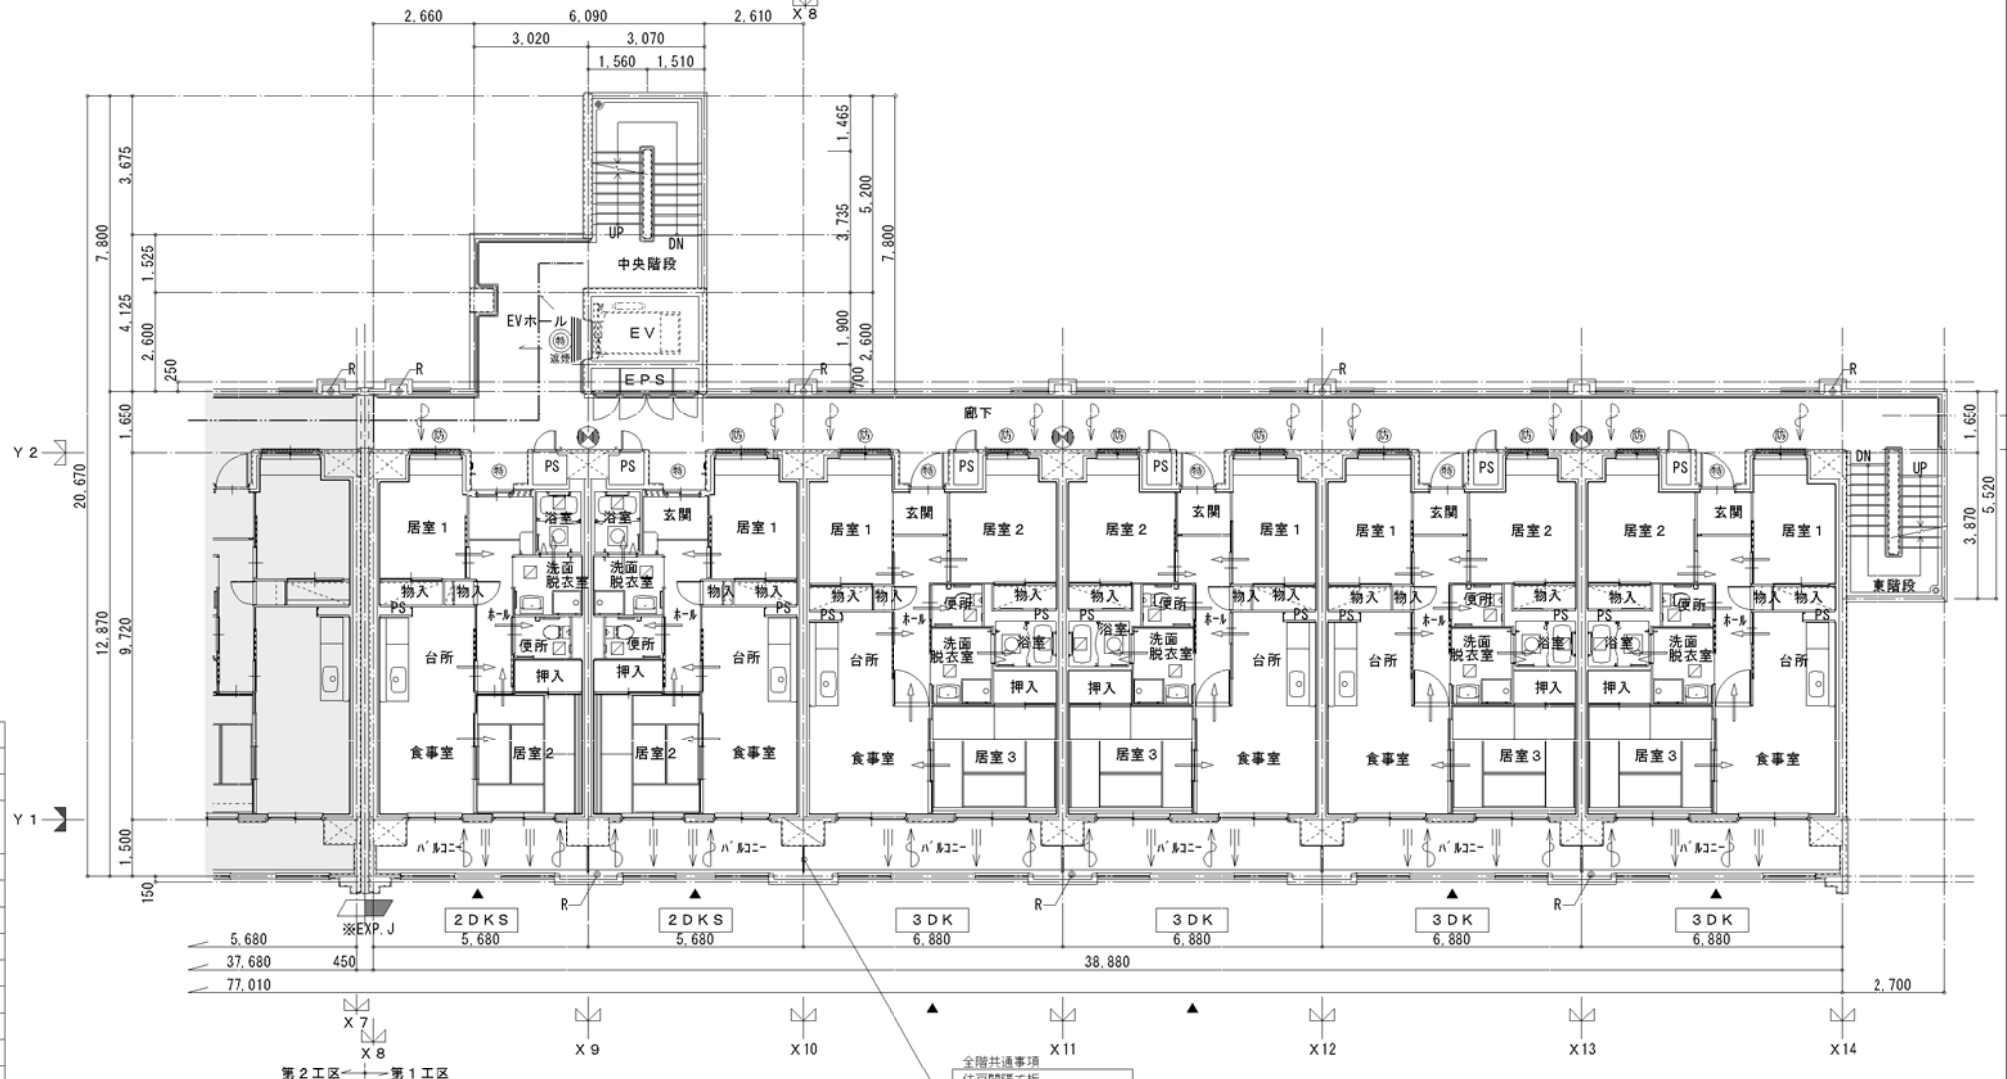 X8
2,660
6,090
2,610
3,020
3,070
1,560
1,510
3,675
7,800
1,525
4,125
2,600
250
1,650
20,670
12,870
9,720
1,500
150
1,465
5,200
3,735
7,800
1,900
2,600
700
UP
DN
中央階段
EVホール
特
遮煙
EV
EPS
R
R
R
R
R
廊下
Y2
防
防
防
防
防
防
防
防
防
防
特
特
特
特
特
特
PS
PS
PS
PS
PS
PS
DN
UP
1,650
3,870
5,520
東階段
居室1
浴室
浴室
玄関
居室1
居室1
玄関
居室2
居室2
玄関
居室1
居室1
玄関
居室2
居室2
玄関
居室1
洗面
脱衣室
洗面
脱衣室
物入
物入
物入
物入
物入
物入
便所
物入
物入
便所
物入
物入
物入
物入
便所
物入
物入
便所
物入
物入
PS
ホール
便所
便所
ホール
PS
PS
ホール
PS
PS
ホール
PS
PS
ホール
PS
PS
ホール
PS
台所
押入
押入
台所
台所
洗面
脱衣室
浴室
浴室
洗面
脱衣室
台所
台所
洗面
脱衣室
浴室
浴室
洗面
脱衣室
台所
押入
押入
押入
押入
食事室
居室2
居室2
食事室
食事室
居室3
居室3
食事室
食事室
居室3
居室3
食事室
Y1
バルコニー
バルコニー
バルコニー
バルコニー
バルコニー
バルコニー
R
R
R
※EXP.J
2DKS
2DKS
3DK
3DK
3DK
3DK
5,680
5,680
5,680
6,880
6,880
6,880
6,880
37,680
450
38,880
77,010
2,700
X7
X8
X9
X10
X11
X12
X13
X14
第2工区
第1工区
全階共通事項